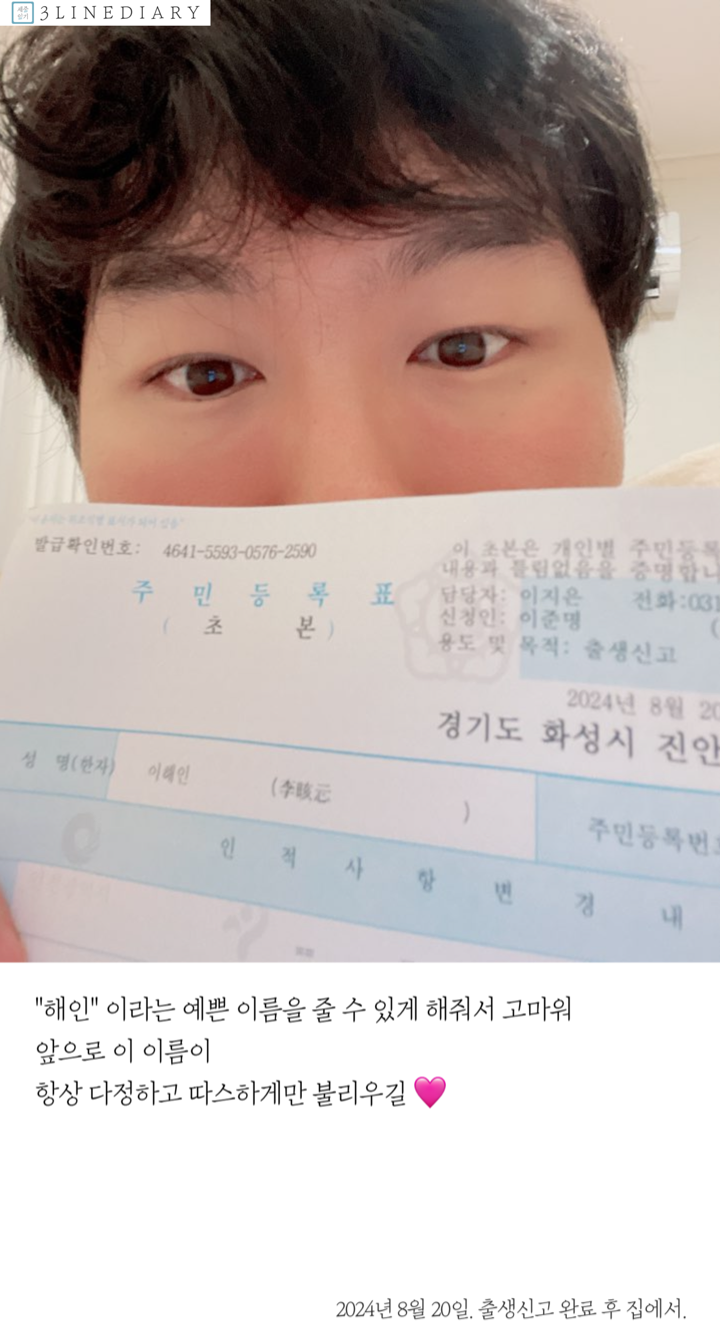 세줄
일기
3LINEDIARY
발급확인번호: 4641-5593-0576-2590
주 민 등 록 표
( 초 본 )
이 초본은 개인별 주민등록
내용과 틀림없음을 증명합니
담당자: 이지은 전화:031
신청인: 이준명 (
용도 및 목적: 출생신고
2024년 8월 20
경기도 화성시 진안
성 명(한자) 이해인 (李 )
주민등록번호
인 적 사 항 변 경 내
"해인" 이라는 예쁜 이름을 줄 수 있게 해줘서 고마워
앞으로 이 이름이
항상 다정하고 따스하게만 불리우길 🩷
2024년 8월 20일. 출생신고 완료 후 집에서.